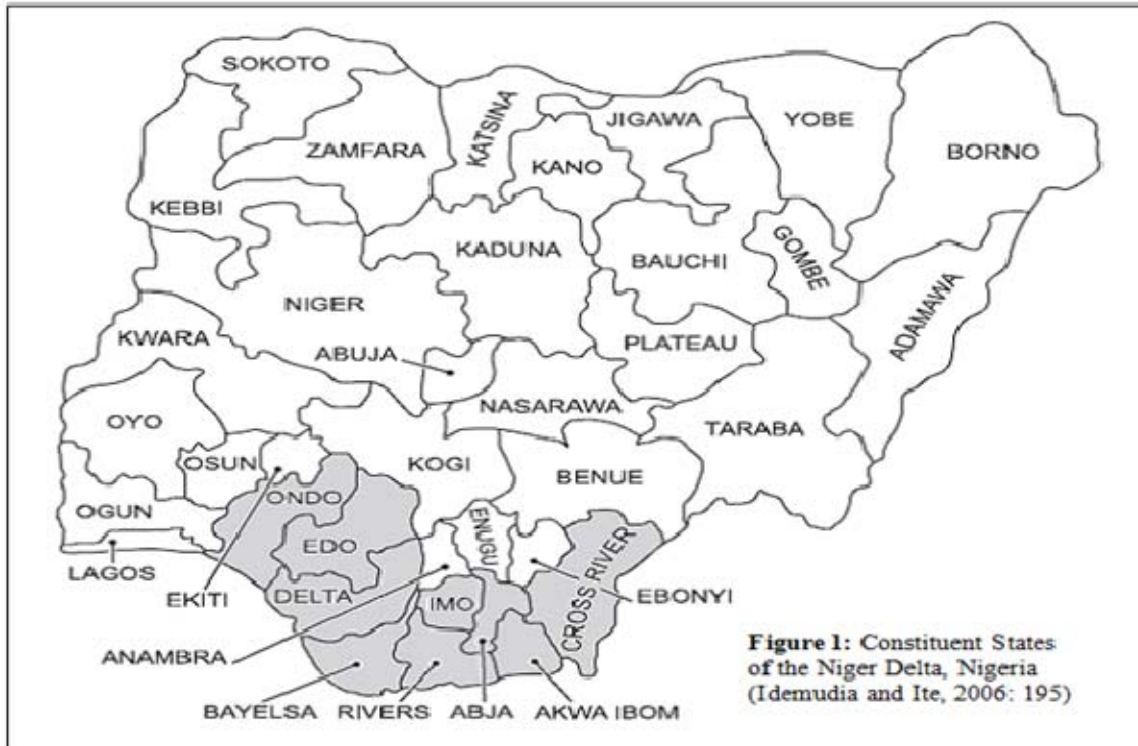 SOKOTO
KATSINA
JIGAWA
YOBE
BORNO
ZAMFARA
KANO
KEBBI
KADUNA
BAUCHI
GOMBE
NIGER
ADAMAWA
KWARA
ABUJA
PLATEAU
OYO
NASARAWA
TARABA
OSUN
KOGI
BENUE
OGUN
ONDO
ENUGU
CROSS RIVER
EDO
LAGOS
EKITI
DELTA
IMO
EBONYI
ANAMBRA
BAYELSA
RIVERS
ABJA
AKWA IBOM
Figure 1: Constituent States
of the Niger Delta, Nigeria
(Idemudia and Ite, 2006: 195)